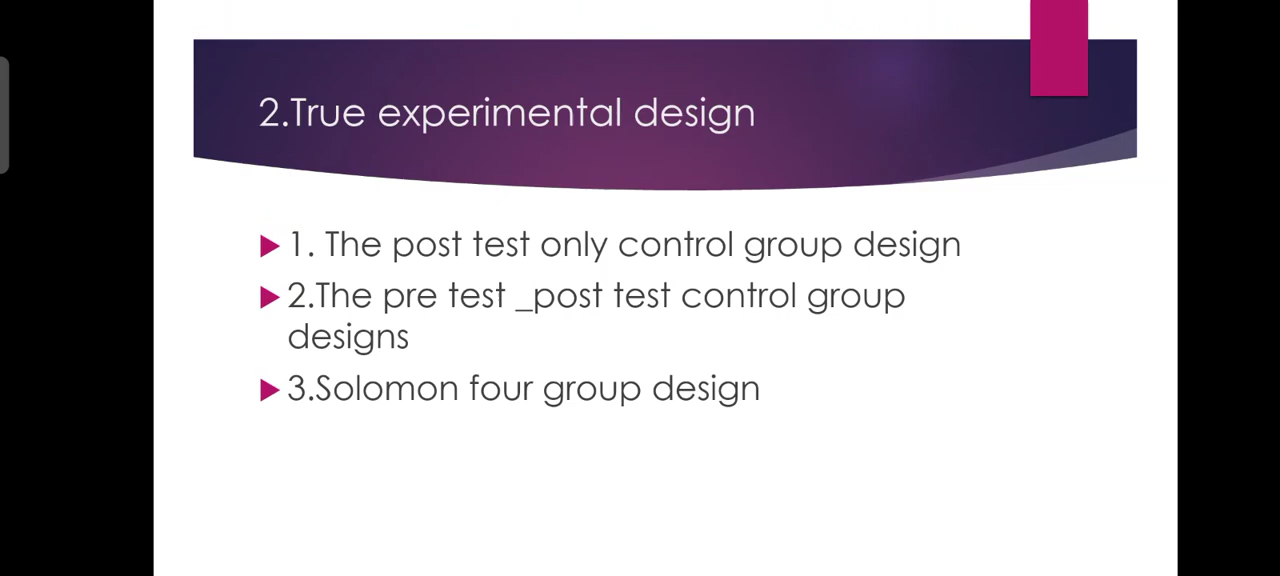 2.True experimental design
1. The post test only control group design
2.The pre test _post test control group
designs
3.Solomon four group design